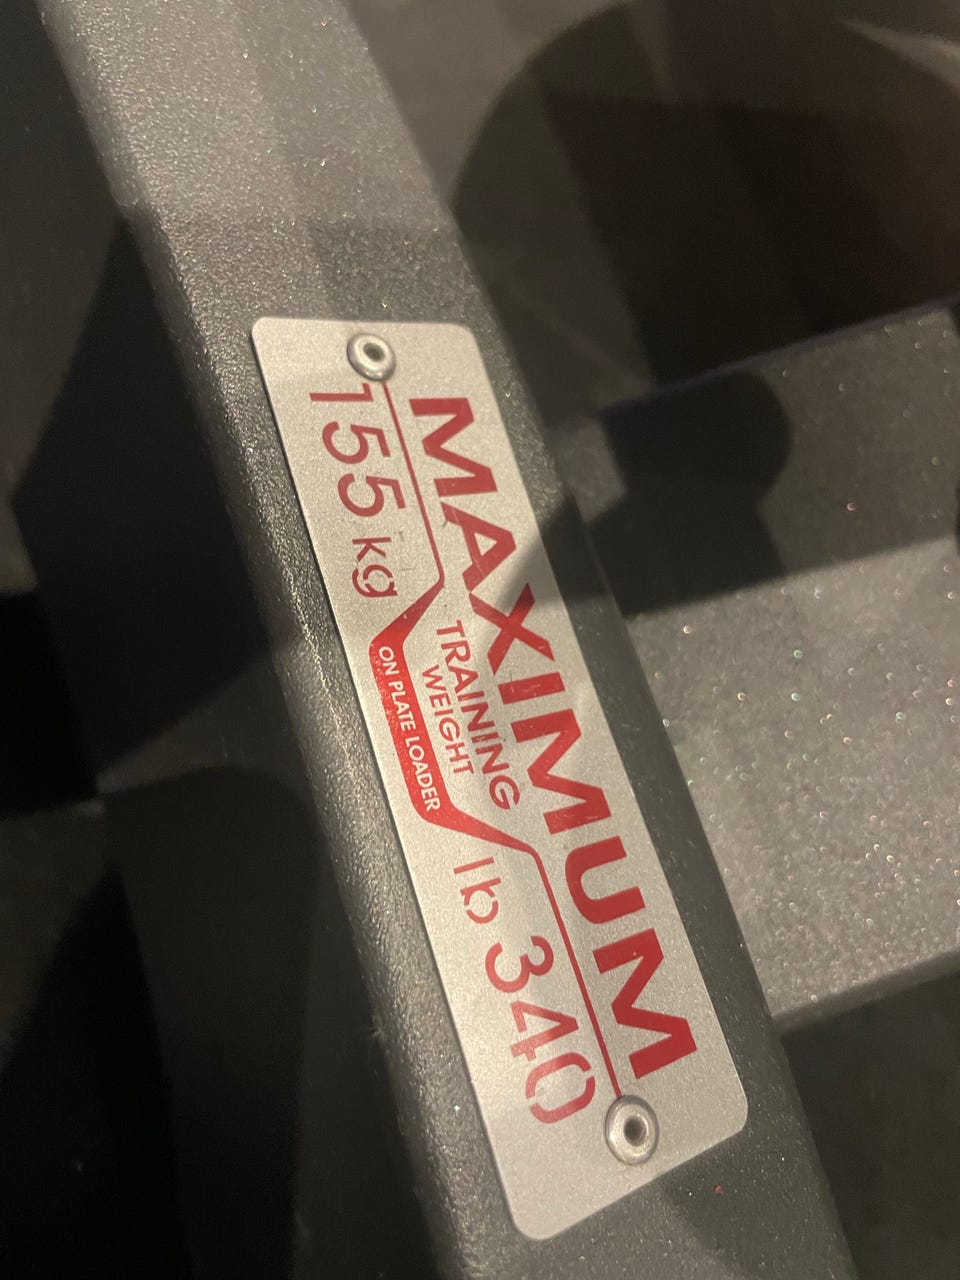 MAXIMUM
TRAINING
WEIGHT
155 kg
ON PLATE LOADER
lb 340